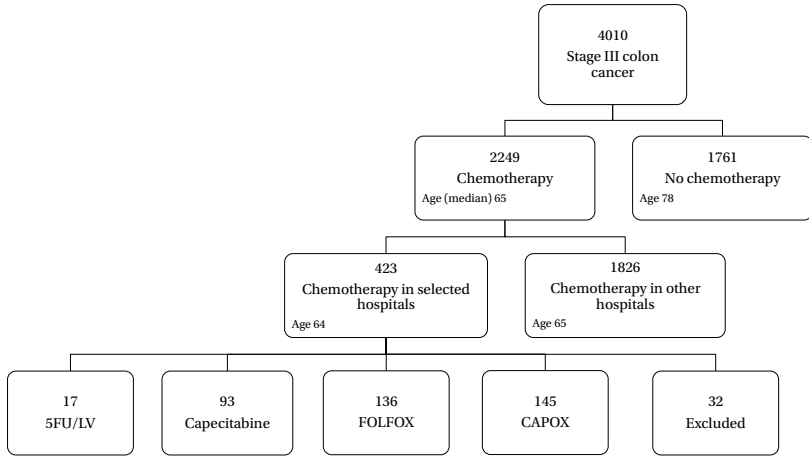 4010
Stage III colon
cancer
2249
Chemotherapy
Age (median) 65
1761
No chemotherapy
Age 78
423
Chemotherapy in selected
hospitals
Age 64
1826
Chemotherapy in other
hospitals
Age 65
17
5FU/LV
93
Capecitabine
136
FOLFOX
145
CAPOX
32
Excluded